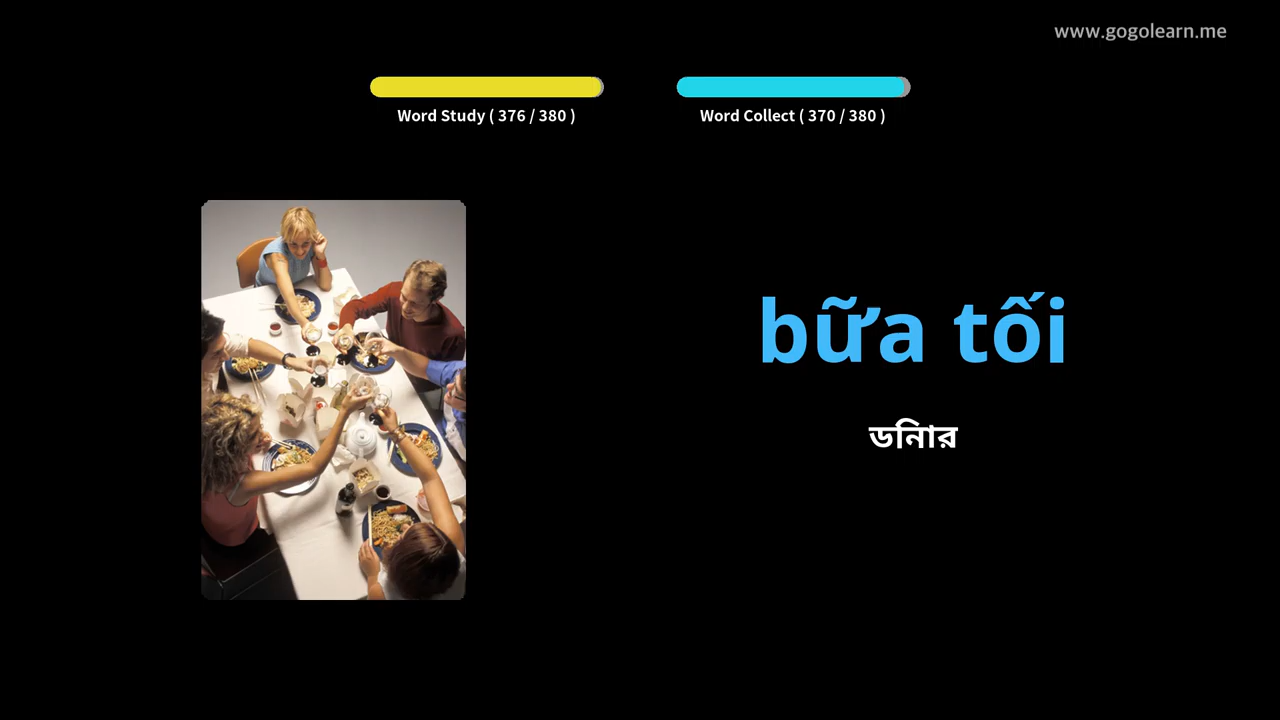 www.gogolearn.me
Word Study ( 376 / 380 )
Word Collect ( 370 / 380 )
bữa tối
ডিনার